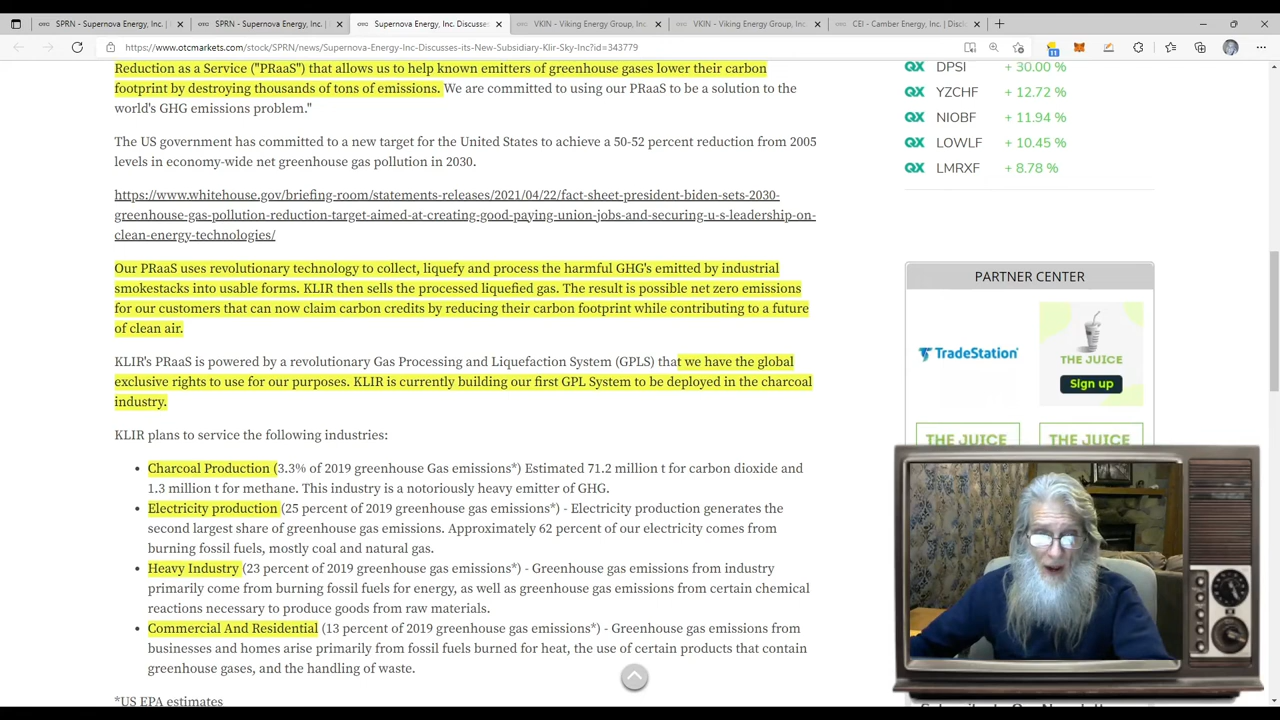 SPRN - Supernova Energy, Inc. |
SPRN - Supernova Energy, Inc. |
Supernova Energy, Inc. Discusses
VKIN - Viking Energy Group, Inc.
VKIN - Viking Energy Group, Inc.
CEI - Camber Energy, Inc. | Discl
https://www.otcmarkets.com/stock/SPRN/news/Supernova-Energy-Inc-Discusses-its-New-Subsidiary-Klir-Sky-Inc?id=343779
11
Reduction as a Service ("PRaaS") that allows us to help known emitters of greenhouse gases lower their carbon
footprint by destroying thousands of tons of emissions. We are committed to using our PRaaS to be a solution to the
world's GHG emissions problem."
The US government has committed to a new target for the United States to achieve a 50-52 percent reduction from 2005
levels in economy-wide net greenhouse gas pollution in 2030.
https://www.whitehouse.gov/briefing-room/statements-releases/2021/04/22/fact-sheet-president-biden-sets-2030-
greenhouse-gas-pollution-reduction-target-aimed-at-creating-good-paying-union-jobs-and-securing-u-s-leadership-on-
clean-energy-technologies/
Our PRaaS uses revolutionary technology to collect, liquefy and process the harmful GHG's emitted by industrial
smokestacks into usable forms. KLIR then sells the processed liquefied gas. The result is possible net zero emissions
for our customers that can now claim carbon credits by reducing their carbon footprint while contributing to a future
of clean air.
KLIR's PRaaS is powered by a revolutionary Gas Processing and Liquefaction System (GPLS) that we have the global
exclusive rights to use for our purposes. KLIR is currently building our first GPL System to be deployed in the charcoal
industry.
KLIR plans to service the following industries:
• Charcoal Production (3.3% of 2019 greenhouse Gas emissions*) Estimated 71.2 million t for carbon dioxide and
1.3 million t for methane. This industry is a notoriously heavy emitter of GHG.
• Electricity production (25 percent of 2019 greenhouse gas emissions*) - Electricity production generates the
second largest share of greenhouse gas emissions. Approximately 62 percent of our electricity comes from
burning fossil fuels, mostly coal and natural gas.
• Heavy Industry (23 percent of 2019 greenhouse gas emissions*) - Greenhouse gas emissions from industry
primarily come from burning fossil fuels for energy, as well as greenhouse gas emissions from certain chemical
reactions necessary to produce goods from raw materials.
• Commercial And Residential (13 percent of 2019 greenhouse gas emissions*) - Greenhouse gas emissions from
businesses and homes arise primarily from fossil fuels burned for heat, the use of certain products that contain
greenhouse gases, and the handling of waste.
*US EPA estimates
QX DPSI + 30.00 %
QX YZCHF + 12.72 %
QX NIOBF + 11.94 %
QX LOWLF + 10.45 %
QX LMRXF + 8.78 %
PARTNER CENTER
TradeStation
THE JUICE
Sign up
THE JUICE
THE JUICE